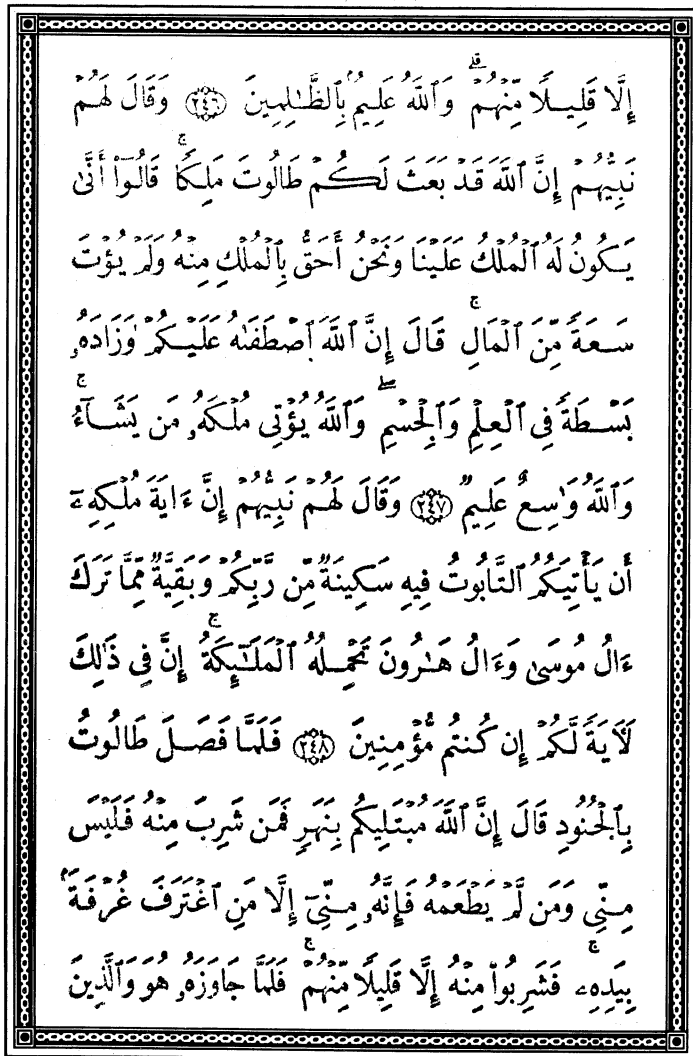 إِلَّا قَلِيلًا مِّنْهُمْ ۗ وَٱللَّهُ عَلِيمٌۢ بِٱلظَّـٰلِمِينَ ﴿٢٤٦﴾ وَقَالَ لَهُمْ
نَبِيُّهُمْ إِنَّ ٱللَّهَ قَدْ بَعَثَ لَكُمْ طَالُوتَ مَلِكًا ۚ قَالُوٓا۟ أَنَّىٰ
يَكُونُ لَهُ ٱلْمُلْكُ عَلَيْنَا وَنَحْنُ أَحَقُّ بِٱلْمُلْكِ مِنْهُ وَلَمْ يُؤْتَ
سَعَةً مِّنَ ٱلْمَالِ ۚ قَالَ إِنَّ ٱللَّهَ ٱصْطَفَىٰهُ عَلَيْكُمْ وَزَادَهُۥ
بَسْطَةً فِى ٱلْعِلْمِ وَٱلْجِسْمِ ۖ وَٱللَّهُ يُؤْتِى مُلْكَهُۥ مَن يَشَآءُ ۚ
وَٱللَّهُ وَٰسِعٌ عَلِيمٌ ﴿٢٤٧﴾ وَقَالَ لَهُمْ نَبِيُّهُمْ إِنَّ ءَايَةَ مُلْكِهِۦٓ
أَن يَأْتِيَكُمُ ٱلتَّابُوتُ فِيهِ سَكِينَةٌ مِّن رَّبِّكُمْ وَبَقِيَّةٌ مِّمَّا تَرَكَ
ءَالُ مُوسَىٰ وَءَالُ هَـٰرُونَ تَحْمِلُهُ ٱلْمَلَـٰٓئِكَةُ ۚ إِنَّ فِى ذَٰلِكَ
لَـَٔايَةً لَّكُمْ إِن كُنتُم مُّؤْمِنِينَ ﴿٢٤٨﴾ فَلَمَّا فَصَلَ طَالُوتُ
بِٱلْجُنُودِ قَالَ إِنَّ ٱللَّهَ مُبْتَلِيكُم بِنَهَرٍ فَمَن شَرِبَ مِنْهُ فَلَيْسَ
مِنِّى وَمَن لَّمْ يَطْعَمْهُ فَإِنَّهُۥ مِنِّىٓ إِلَّا مَنِ ٱغْتَرَفَ غُرْفَةًۢ
بِيَدِهِۦ ۚ فَشَرِبُوا۟ مِنْهُ إِلَّا قَلِيلًا مِّنْهُمْ ۚ فَلَمَّا جَاوَزَهُۥ هُوَ وَٱلَّذِينَ